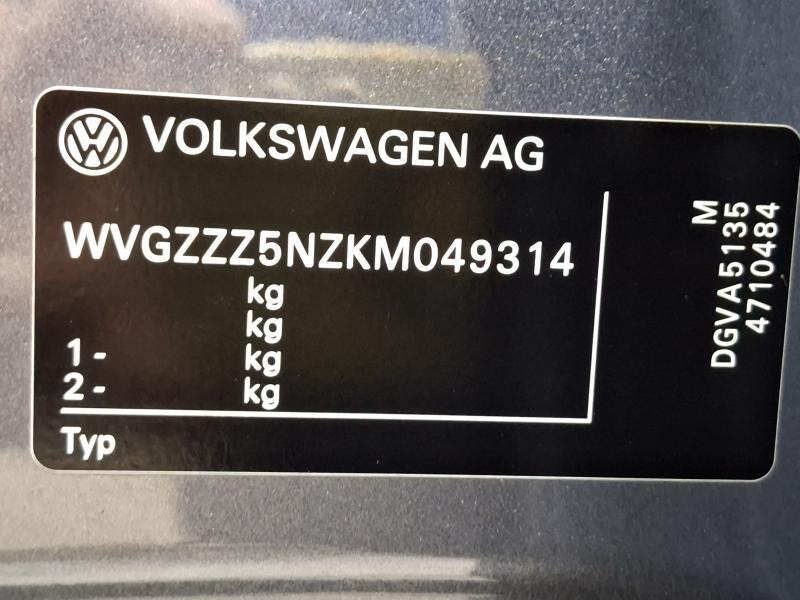 VOLKSWAGEN AG
WVGZZZ5NZKM049314
kg
kg
1- kg
2- kg
Typ
M
DGVA5135
4710484